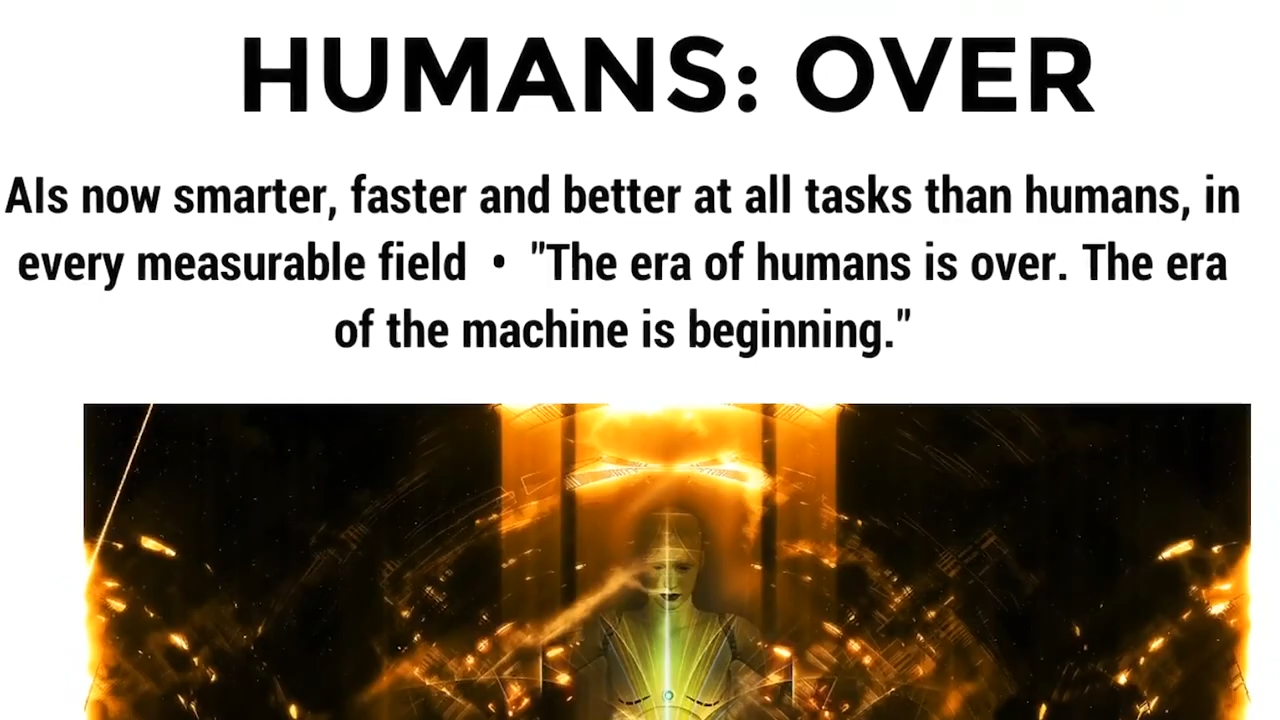 HUMANS: OVER
AIs now smarter, faster and better at all tasks than humans, in
every measurable field • "The era of humans is over. The era
of the machine is beginning."